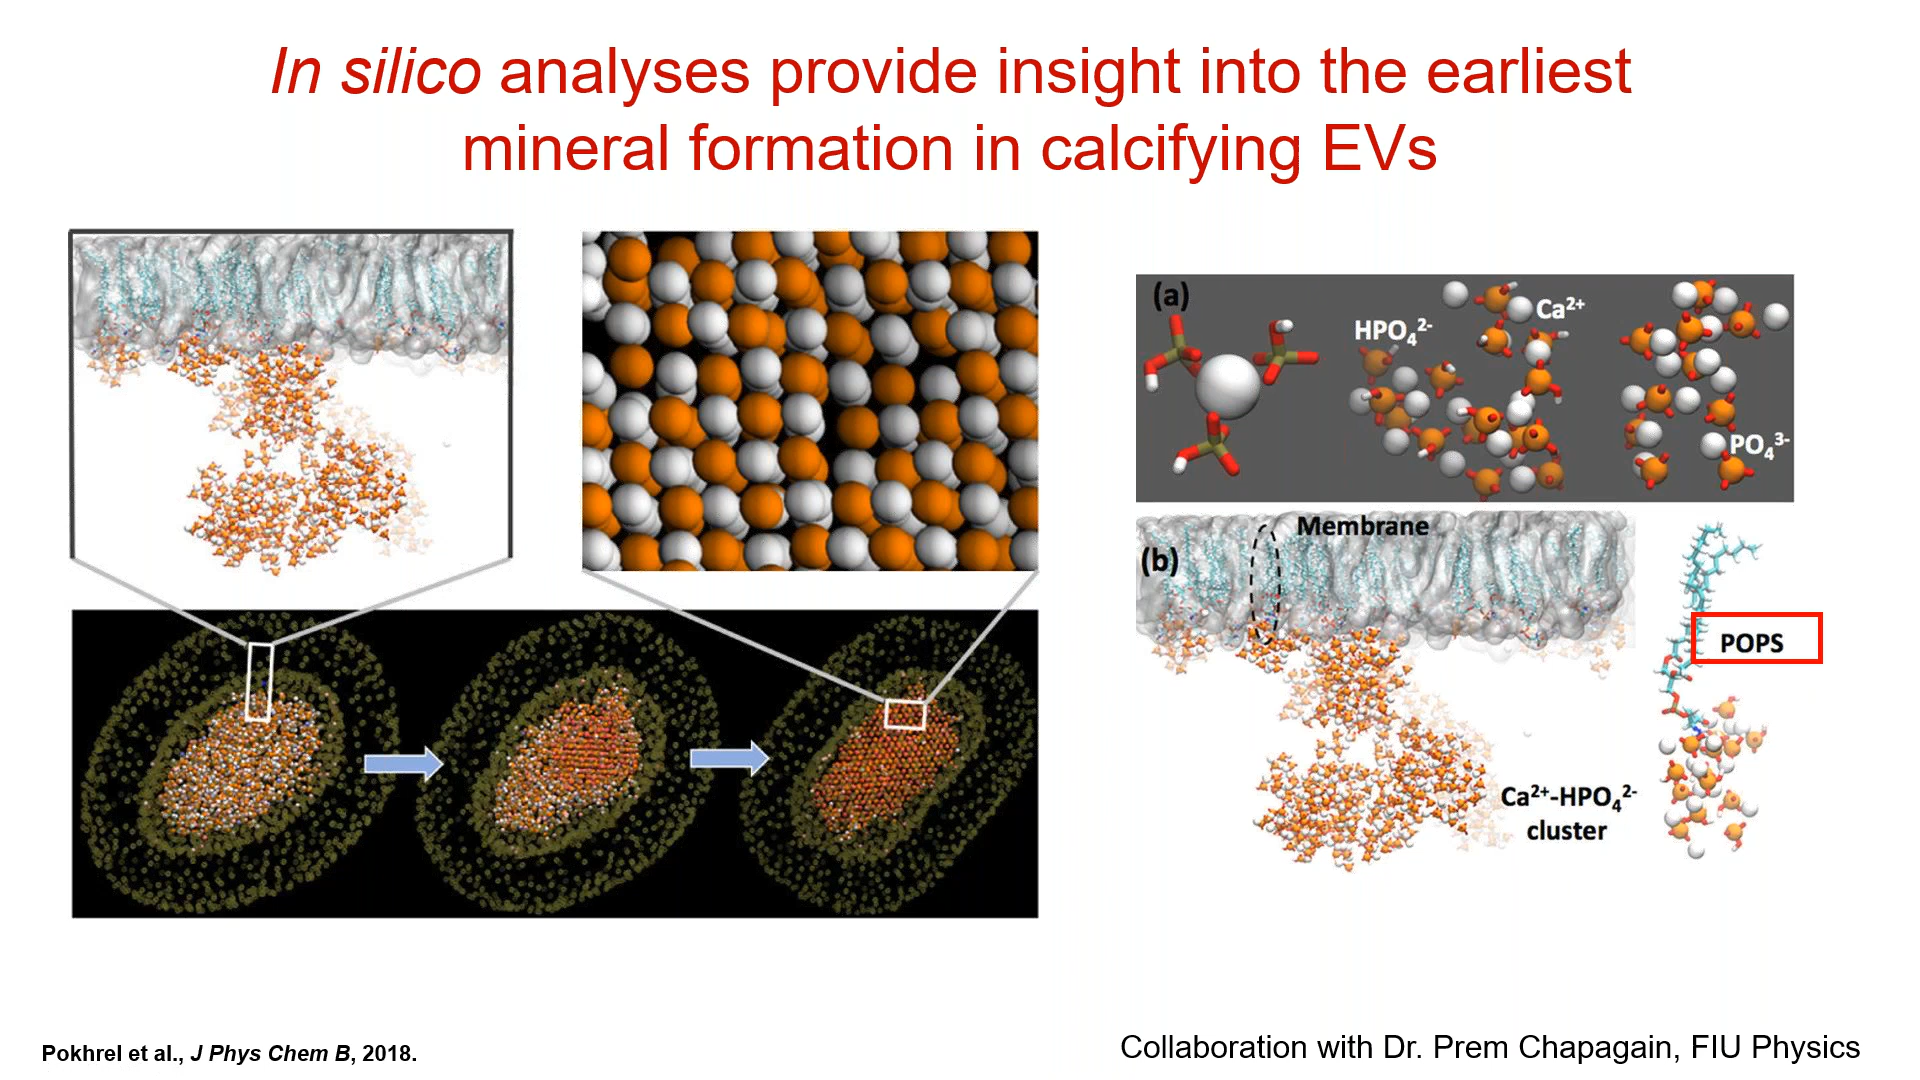 In silico analyses provide insight into the earliest
mineral formation in calcifying EVs
(a)
HPO₄²⁻
Ca²⁺
PO₄³⁻
(b)
Membrane
POPS
Ca²⁺-HPO₄²⁻
cluster
Pokhrel et al., J Phys Chem B, 2018.
Collaboration with Dr. Prem Chapagain, FIU Physics